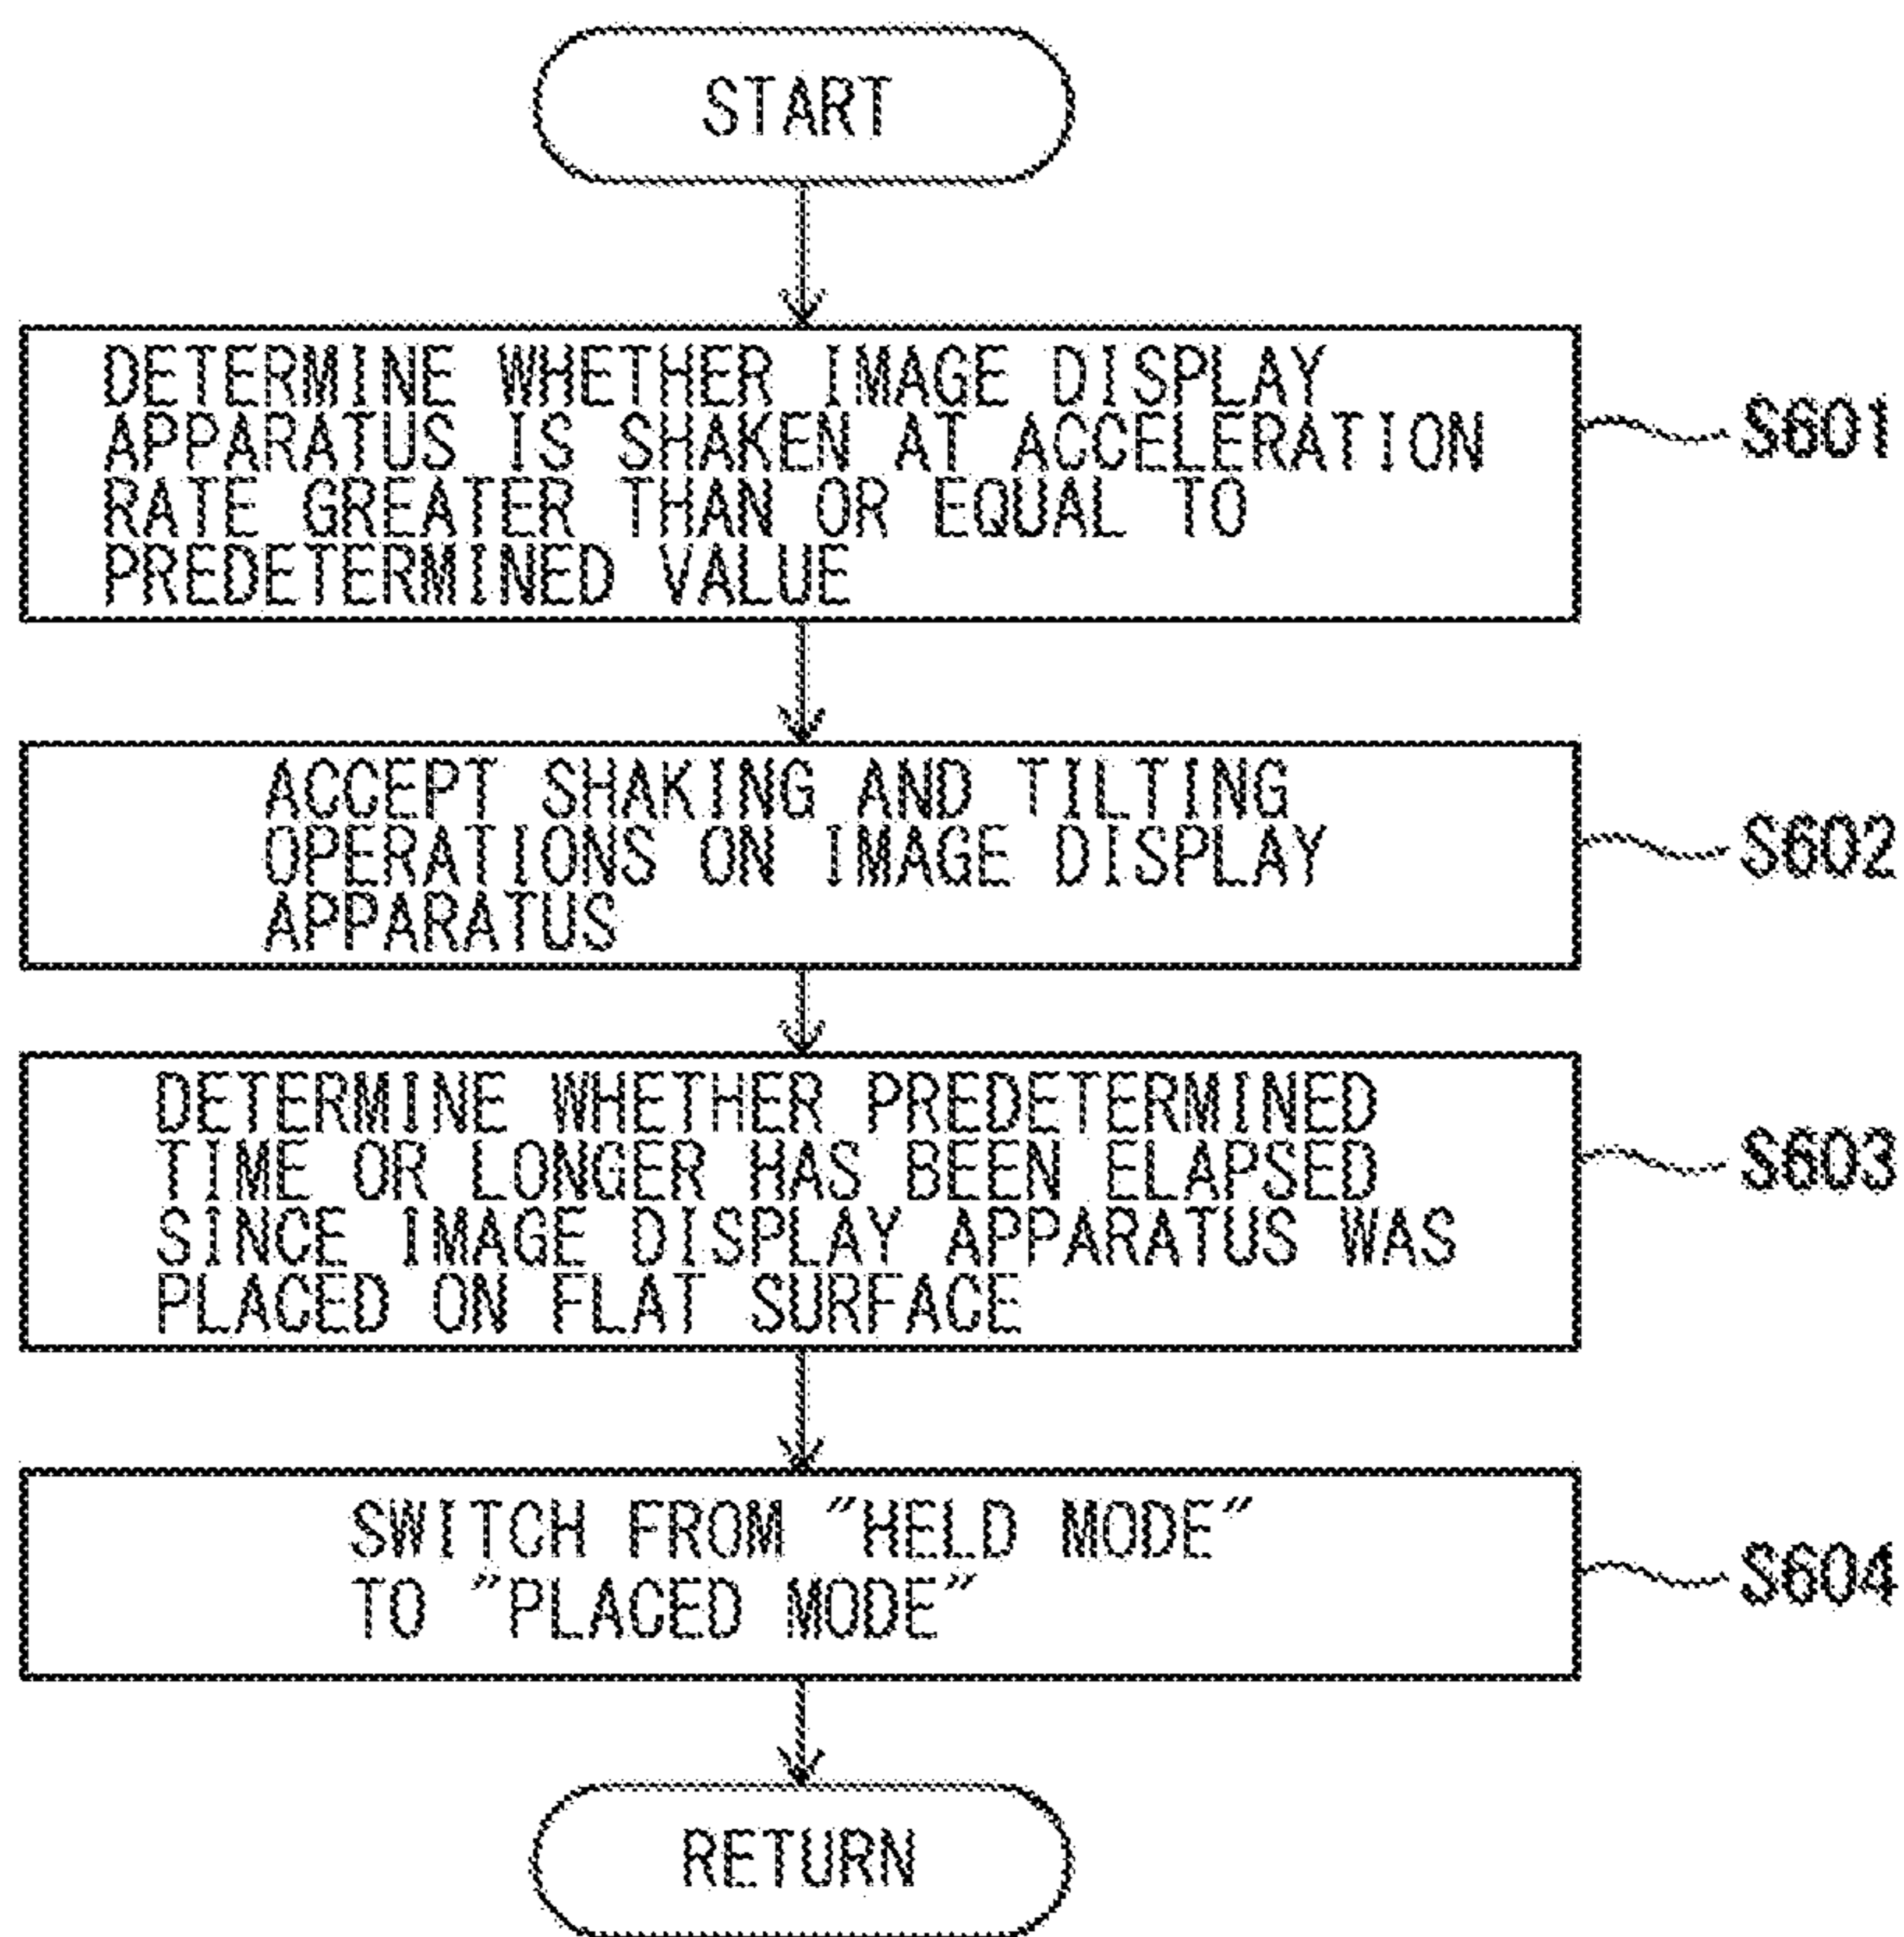 START
DETERMINE WHETHER IMAGE DISPLAY
APPARATUS IS SHAKEN AT ACCELERATION
RATE GREATER THAN OR EQUAL TO
PREDETERMINED VALUE
S601
ACCEPT SHAKING AND TILTING
OPERATIONS ON IMAGE DISPLAY
APPARATUS
S602
DETERMINE WHETHER PREDETERMINED
TIME OR LONGER HAS BEEN ELAPSED
SINCE IMAGE DISPLAY APPARATUS WAS
PLACED ON FLAT SURFACE
S603
SWITCH FROM "HELD MODE"
TO "PLACED MODE"
S604
RETURN